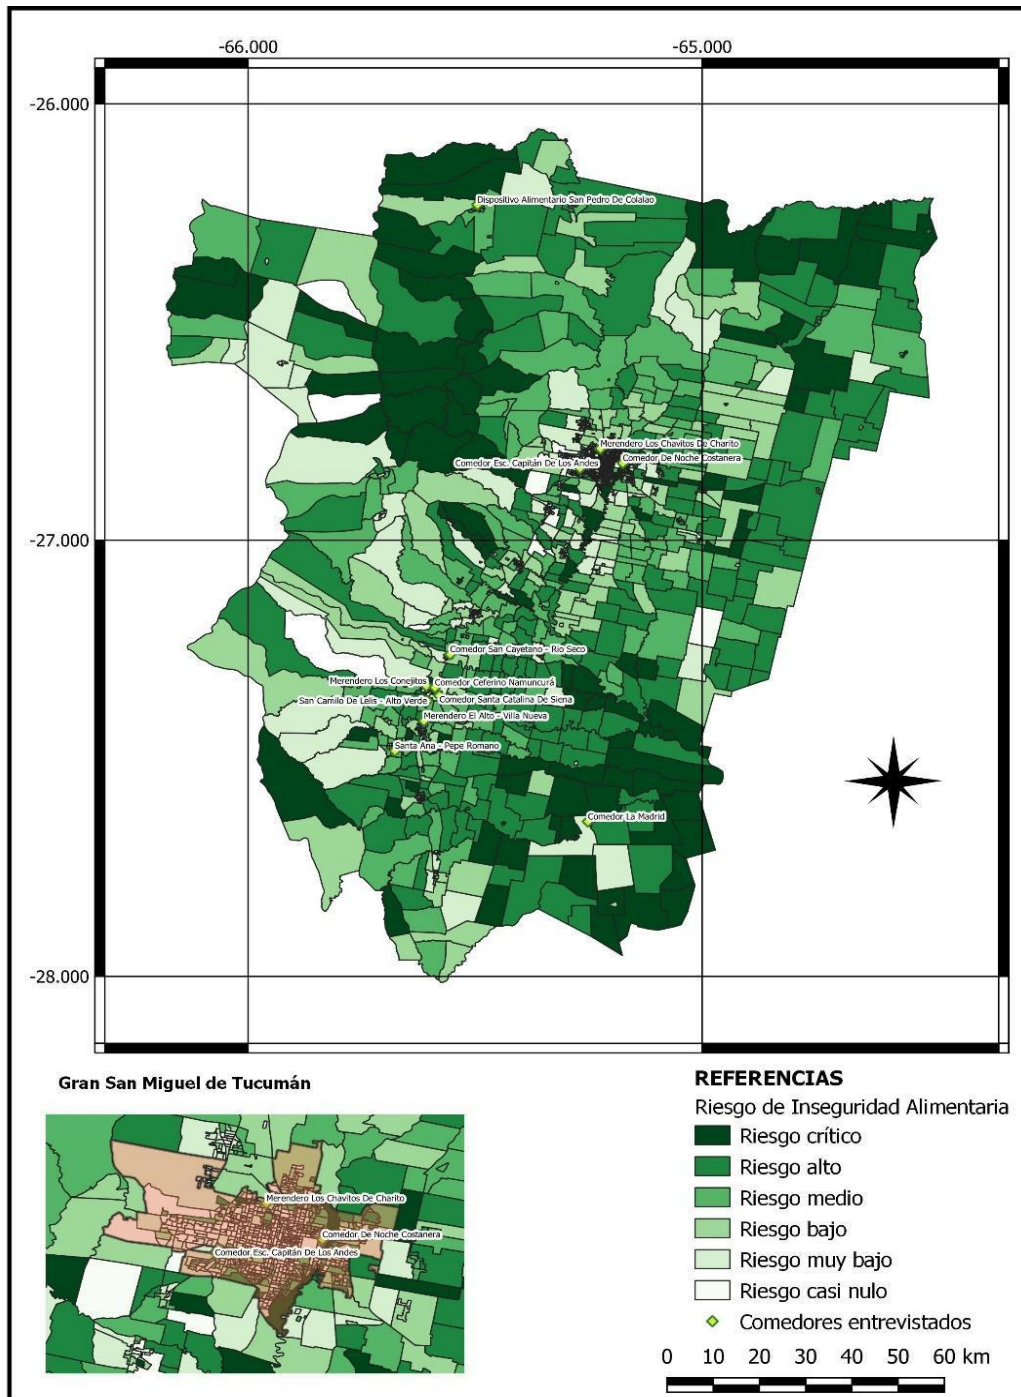 -66.000
-65.000
-26.000
Dispositivo Alimentario San Pedro De Colalao
Merendero Los Chavitos De Charito
Comedor De Noche Costanera
Comedor Esc. Capitán De Los Andes
-27.000
Comedor San Cayetano - Rio Seco
Merendero Los Conejitos
Comedor Ceferino Namuncurá
San Camilo De Lelis - Alto Verde
Comedor Santa Catalina De Siena
Merendero El Alto - Villa Nueva
Santa Ana - Pepe Romano
Comedor La Madrid
-28.000
Gran San Miguel de Tucumán
Merendero Los Chavitos De Charito
Comedor De Noche Costanera
Comedor Esc. Capitán De Los Andes
REFERENCIAS
Riesgo de Inseguridad Alimentaria
Riesgo crítico
Riesgo alto
Riesgo medio
Riesgo bajo
Riesgo muy bajo
Riesgo casi nulo
Comedores entrevistados
0 10 20 30 40 50 60 km